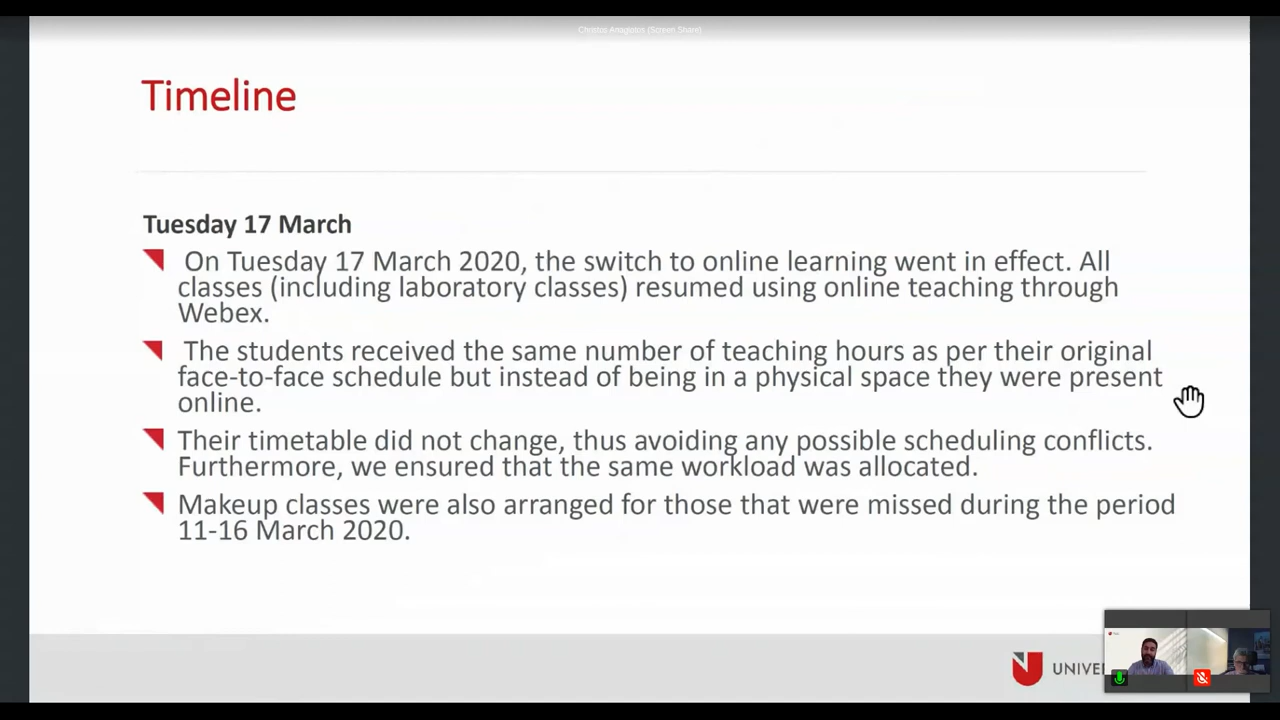 Christos Anagiotos (Screen Share)
Timeline
Tuesday 17 March
On Tuesday 17 March 2020, the switch to online learning went in effect. All
classes (including laboratory classes) resumed using online teaching through
Webex.
The students received the same number of teaching hours as per their original
face-to-face schedule but instead of being in a physical space they were present
online.
Their timetable did not change, thus avoiding any possible scheduling conflicts.
Furthermore, we ensured that the same workload was allocated.
Makeup classes were also arranged for those that were missed during the period
11-16 March 2020.
UNIVE